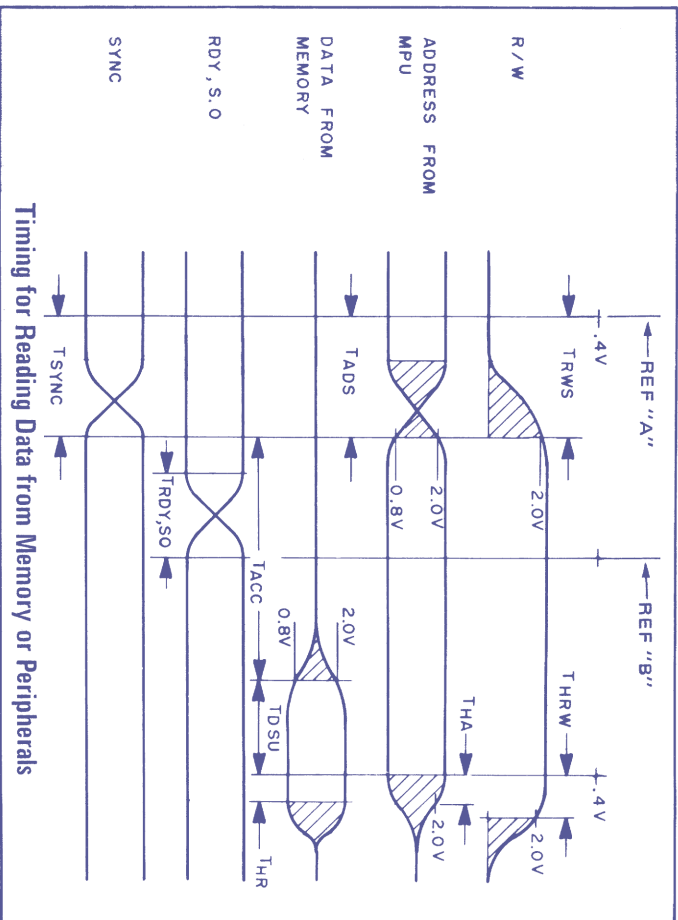 REF "A"
REF "B"
.4V
.4V
TRWS
THRW
R/W
2.0V
2.0V
THA
ADDRESS FROM
MPU
2.0V
0.8V
2.0V
TADS
DATA FROM
MEMORY
2.0V
0.8V
TACC
TDSU
THR
RDY, S.O
TRDY,SO
SYNC
TSYNC
Timing for Reading Data from Memory or Peripherals